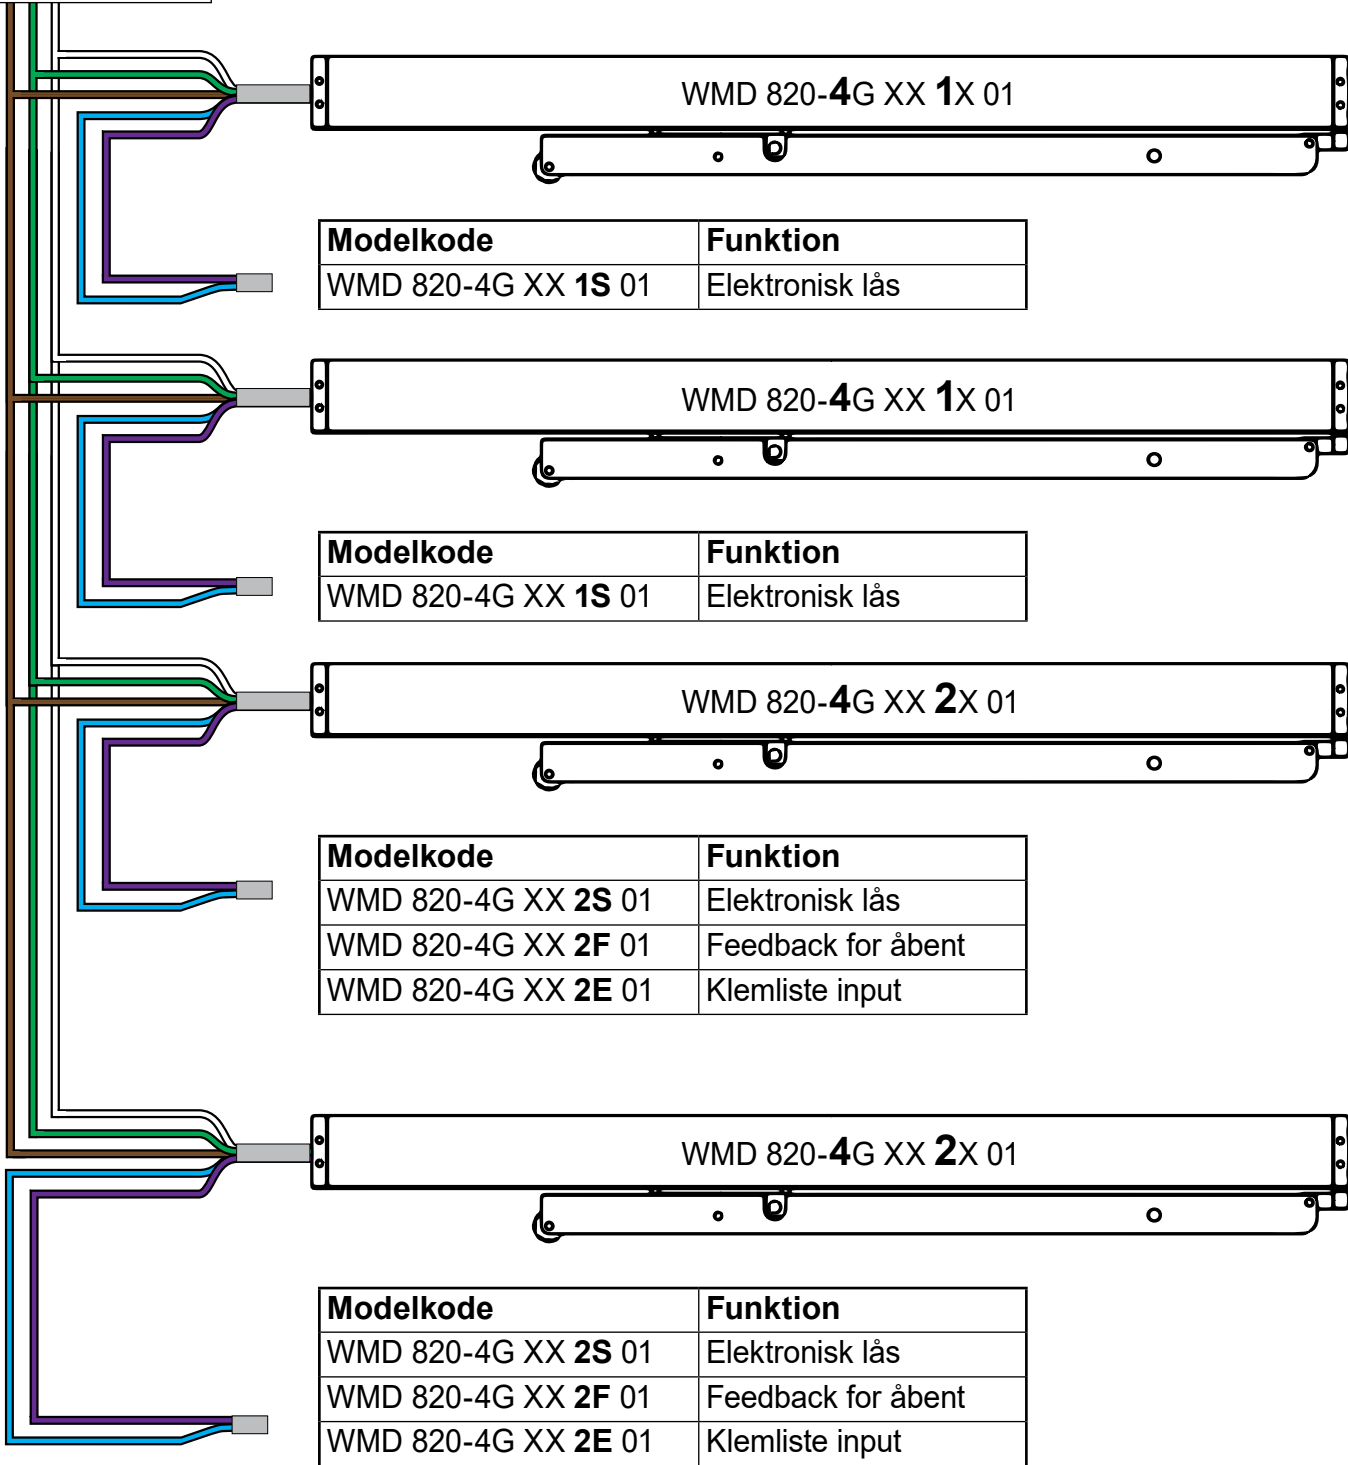 WMD 820-4G XX 1X 01
Modelkode Funktion
WMD 820-4G XX 1S 01 Elektronisk lås
WMD 820-4G XX 1X 01
Modelkode Funktion
WMD 820-4G XX 1S 01 Elektronisk lås
WMD 820-4G XX 2X 01
Modelkode Funktion
WMD 820-4G XX 2S 01 Elektronisk lås
WMD 820-4G XX 2F 01 Feedback for åbent
WMD 820-4G XX 2E 01 Klemliste input
WMD 820-4G XX 2X 01
Modelkode Funktion
WMD 820-4G XX 2S 01 Elektronisk lås
WMD 820-4G XX 2F 01 Feedback for åbent
WMD 820-4G XX 2E 01 Klemliste input